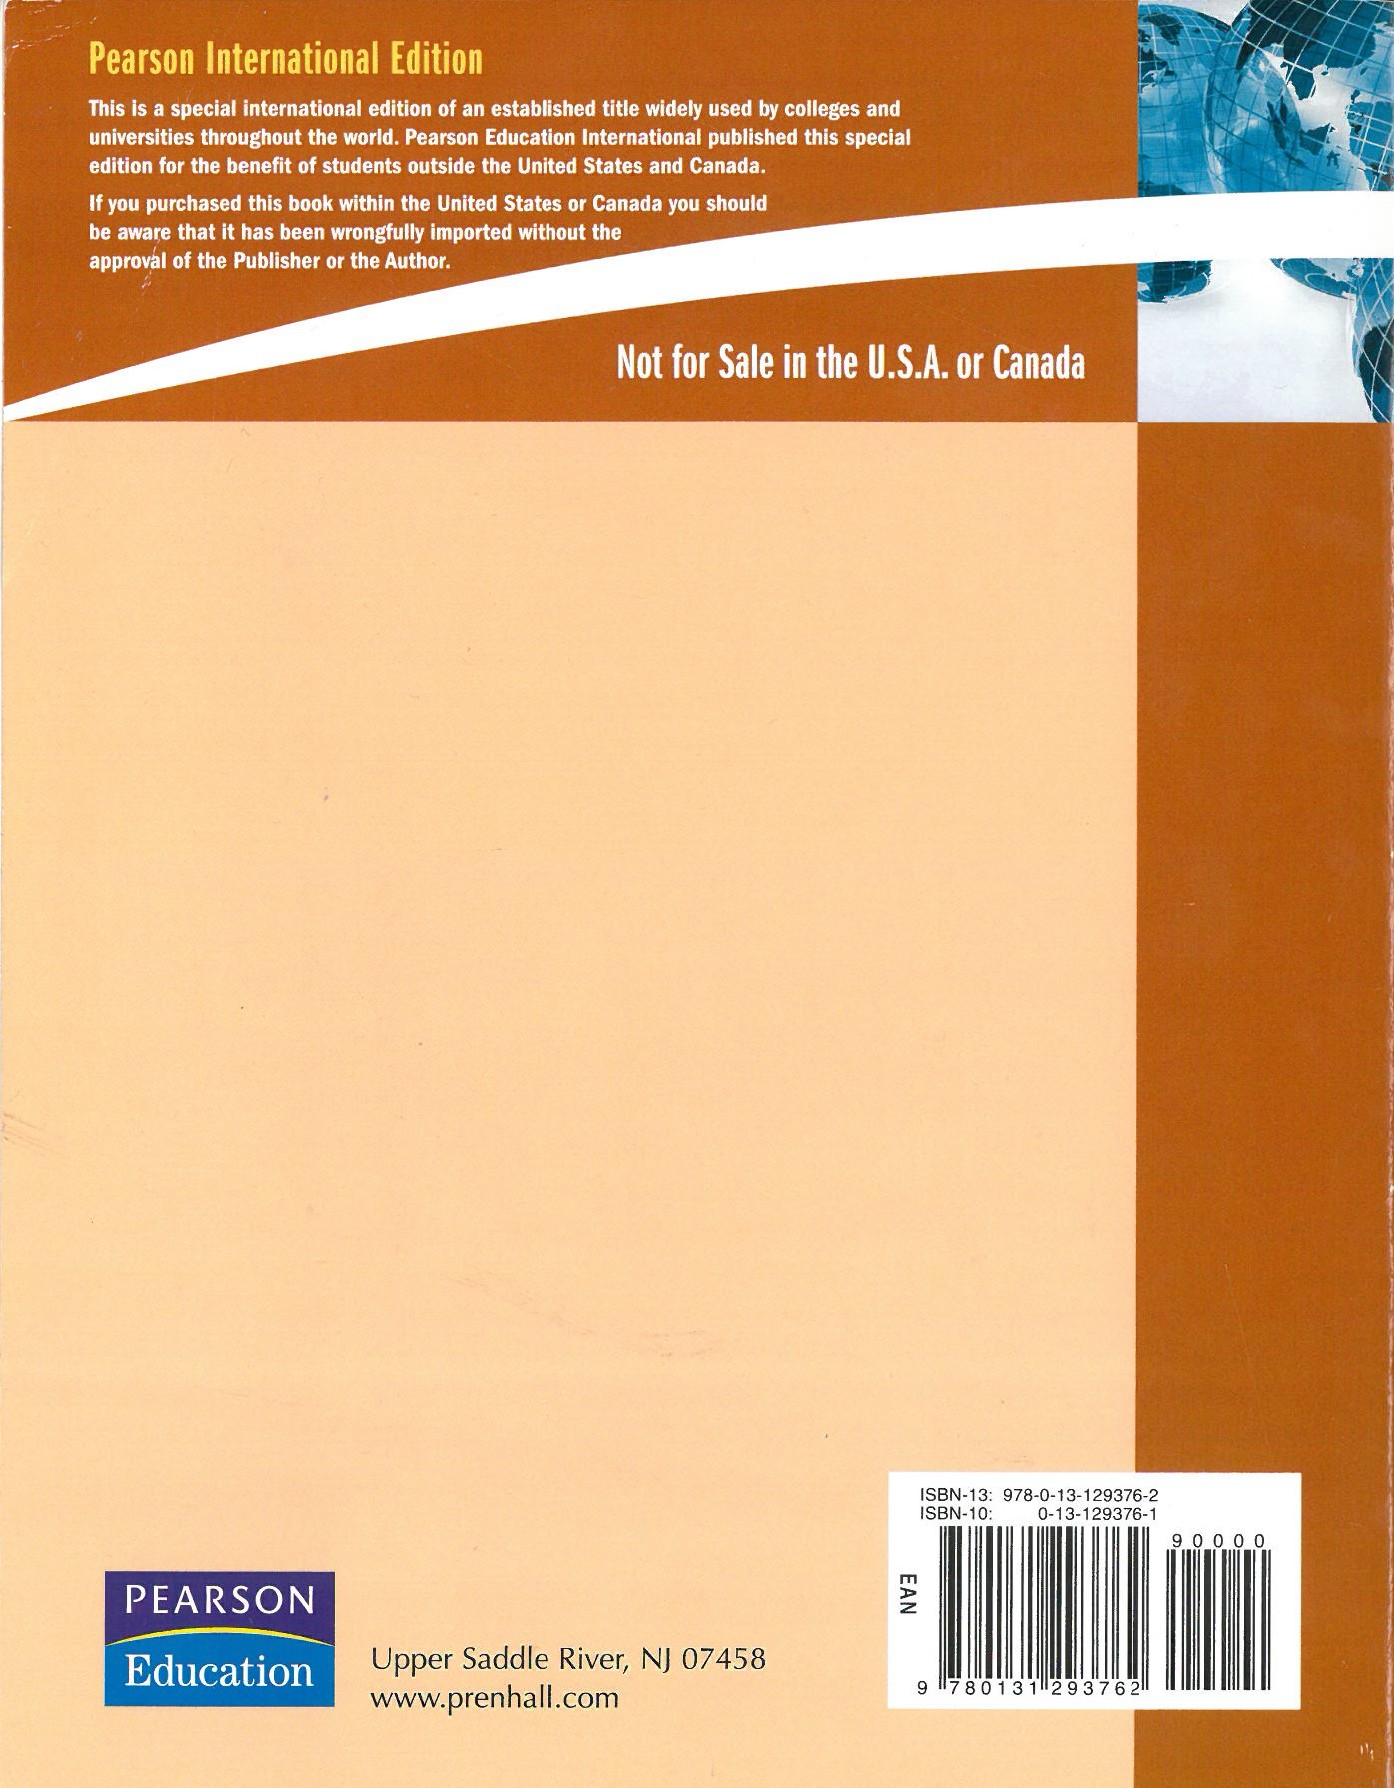 Pearson International Edition
This is a special international edition of an established title widely used by colleges and
universities throughout the world. Pearson Education International published this special
edition for the benefit of students outside the United States and Canada.
If you purchased this book within the United States or Canada you should
be aware that it has been wrongfully imported without the
approval of the Publisher or the Author.
Not for Sale in the U.S.A. or Canada
ISBN-13: 978-0-13-129376-2
ISBN-10: 0-13-129376-1
90000
EAN
9 780131 293762
PEARSON
Education
Upper Saddle River, NJ 07458
www.prenhall.com